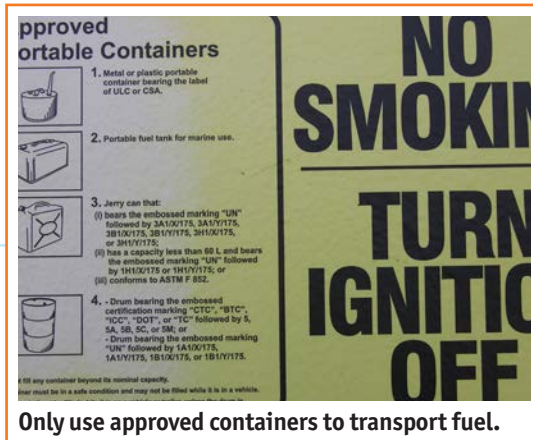 pproved
ortable Containers
1. Metal or plastic portable
container bearing the label
of ULC or CSA.
2. Portable fuel tank for marine use.
3. Jerry can that:
(i) bears the embossed marking "UN"
followed by 3A1/X/175, 3A1/Y/175,
3B1/X/175, 3B1/Y/175, 3H1/X/175,
or 3H1/Y/175;
(ii) has a capacity less than 60 L and bears
the embossed marking "UN" followed
by 1H1/X/175 or 1H1/Y/175; or
(iii) conforms to ASTM F 852.
4. - Drum bearing the embossed
certification marking "CTC", "BTC",
"ICC", "DOT", or "TC" followed by 5,
5A, 5B, 5C, or 5M; or
- Drum bearing the embossed marking
"UN" followed by 1A1/X/175,
1A1/Y/175, 1B1/X/175, or 1B1/Y/175.
fill any container beyond its nominal capacity.
iner must be in a safe condition and may not be filled while it is in a vehicle.
NO
SMOKIN
TURN
IGNITIO
OFF
Only use approved containers to transport fuel.